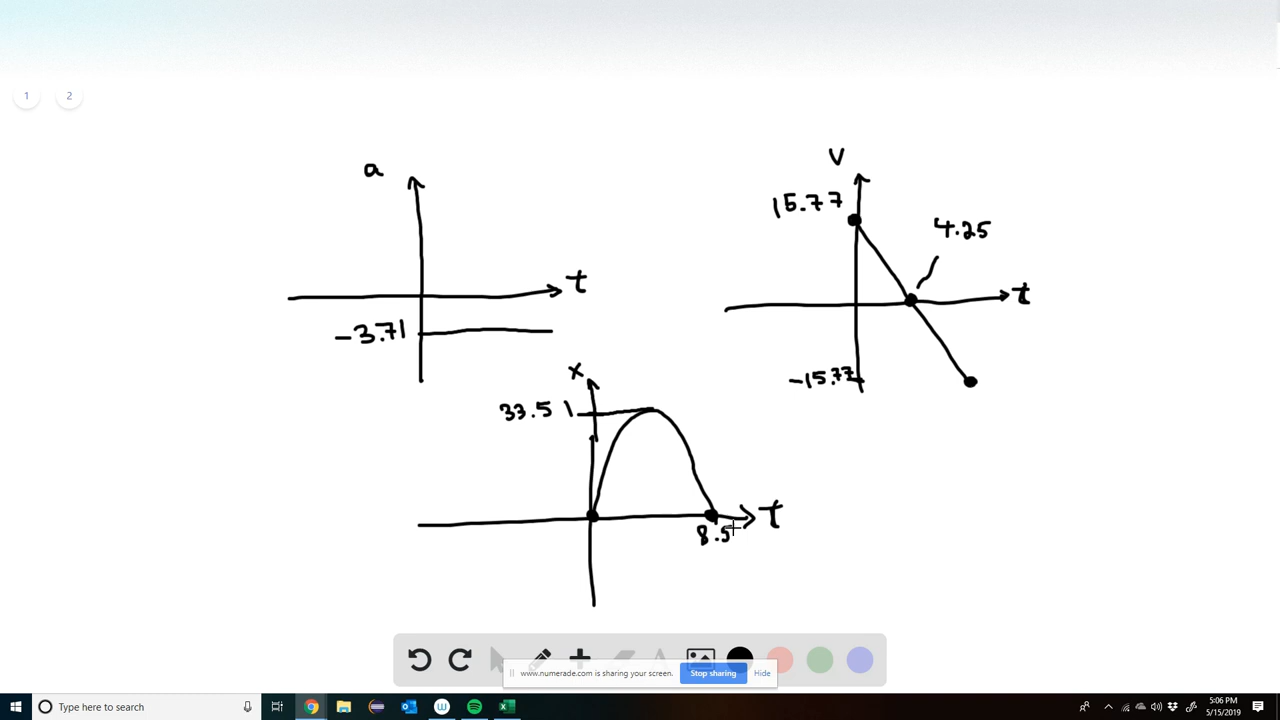 1 2
a
t
-3.71
V
15.77
4.25
t
-15.77
x
33.51
t
8.5
www.numerade.com is sharing your screen. Stop sharing Hide
Type here to search
5:06 PM
5/15/2019